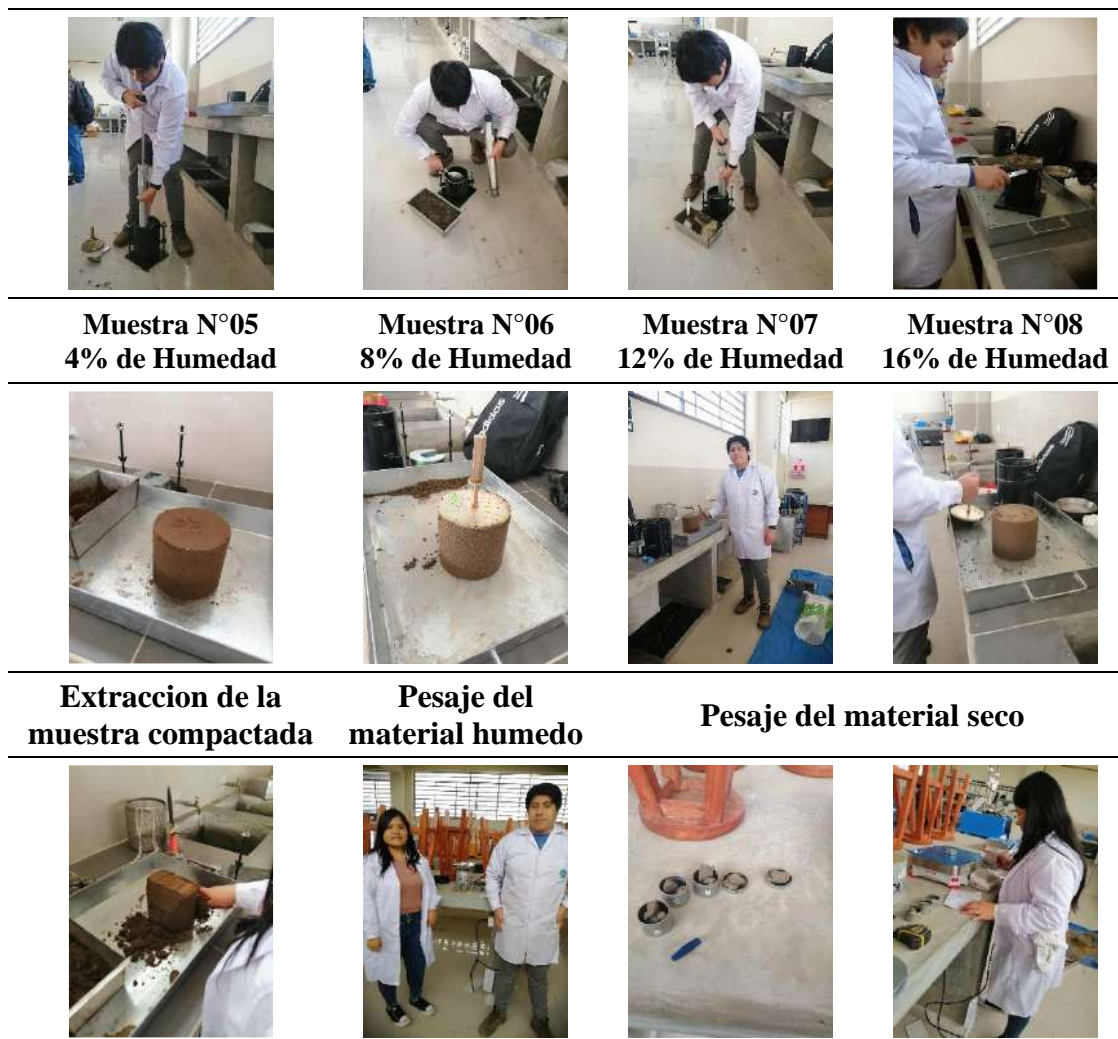 Muestra N°05
4% de Humedad
Muestra N°06
8% de Humedad
Muestra N°07
12% de Humedad
Muestra N°08
16% de Humedad
adidas
Extraccion de la
muestra compactada
Pesaje del
material humedo
Pesaje del material seco